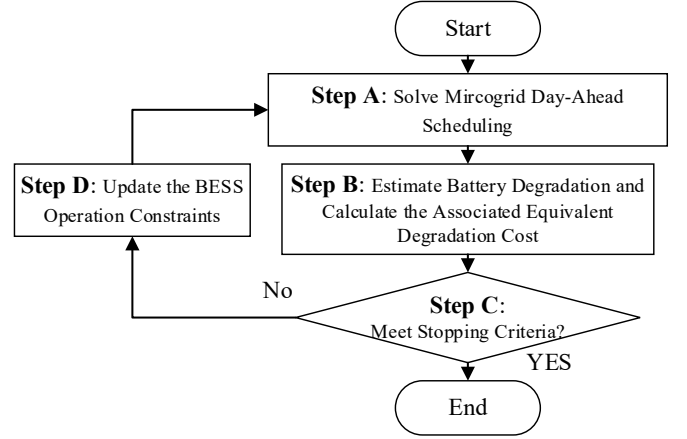 Start
Step A: Solve Mircogrid Day-Ahead
Scheduling
Step B: Estimate Battery Degradation and
Calculate the Associated Equivalent
Degradation Cost
Step D: Update the BESS
Operation Constraints
No
Step C:
Meet Stopping Criteria?
YES
End